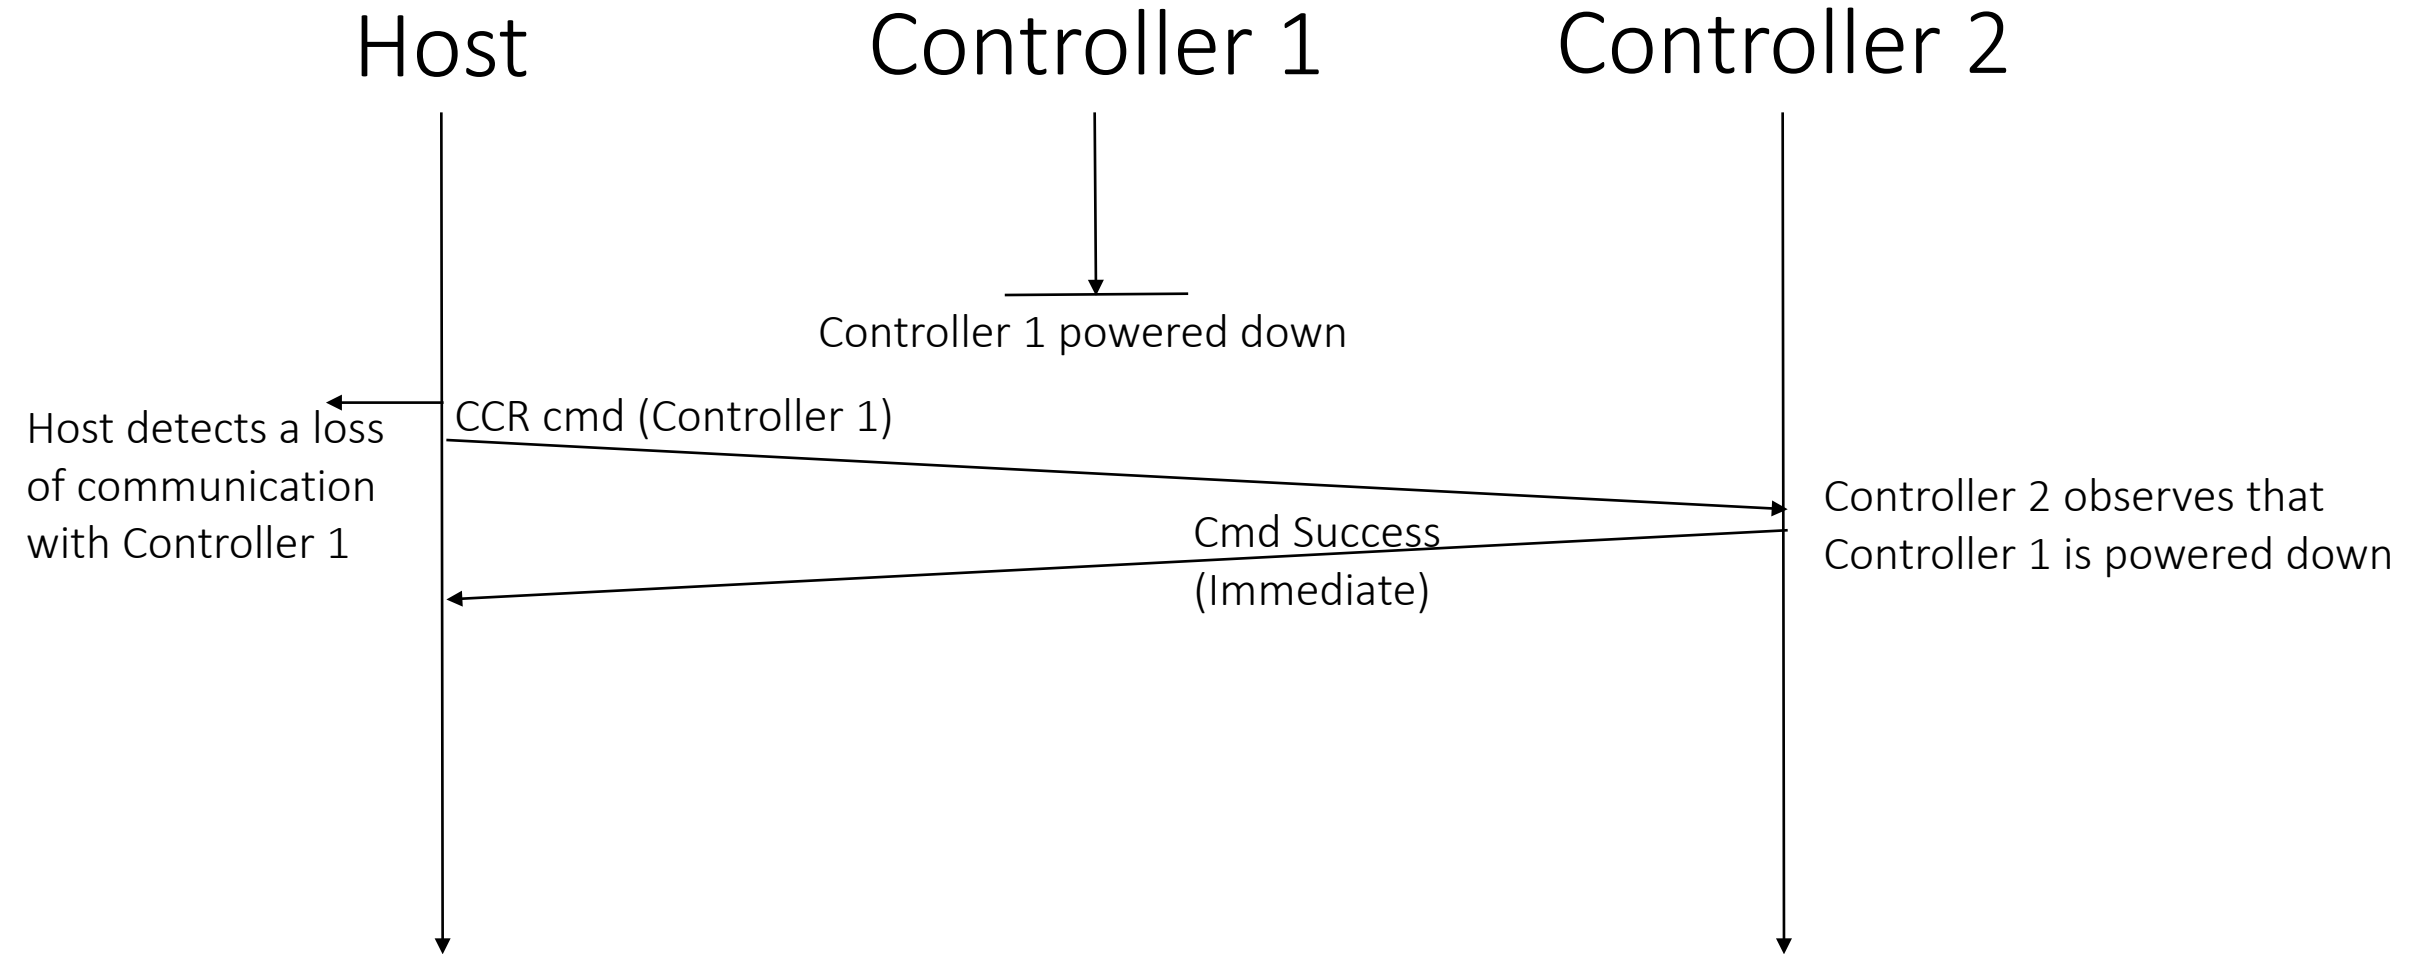 Host
Controller 1
Controller 2
Controller 1 powered down
Host detects a loss
of communication
with Controller 1
CCR cmd (Controller 1)
Cmd Success
(Immediate)
Controller 2 observes that
Controller 1 is powered down